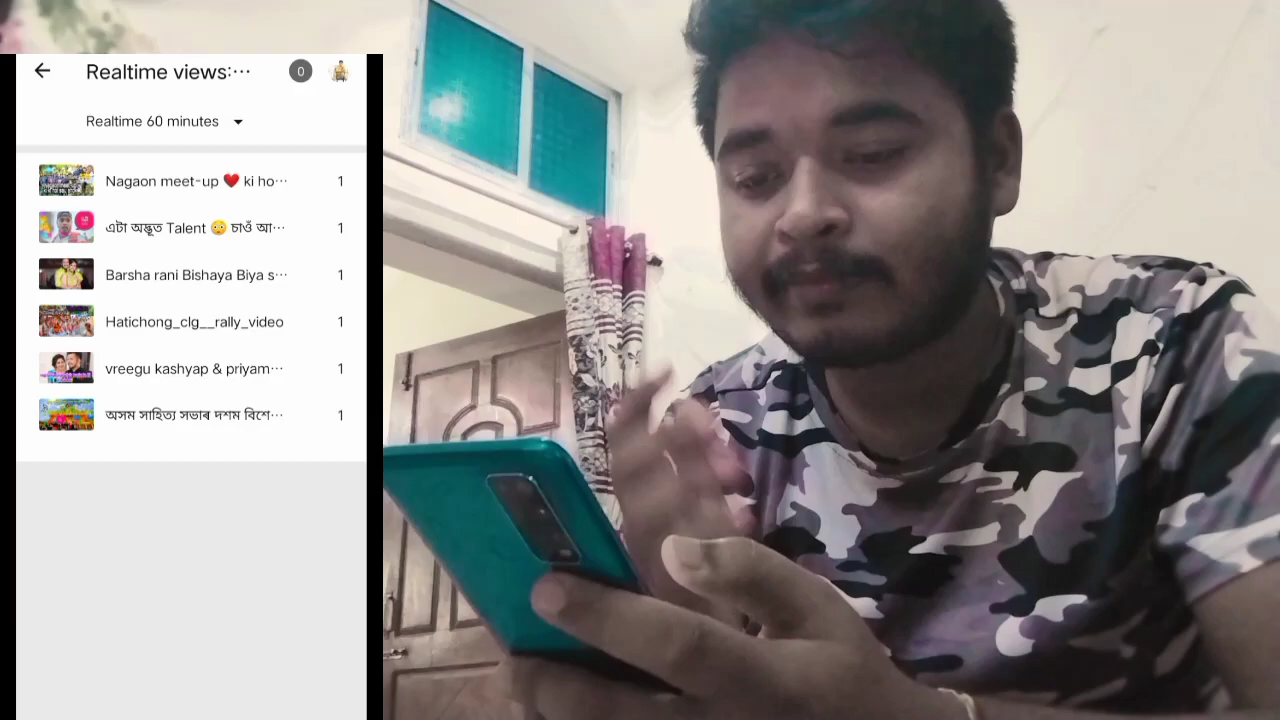 Realtime views:…
0
Realtime 60 minutes
Nagaon meet-up ❤️ ki ho… 1
এটা অদ্ভূত Talent 😳 চাওঁ আ… 1
Barsha rani Bishaya Biya s… 1
Hatichong_clg__rally_video 1
vreegu kashyap & priyam… 1
অসম সাহিত্য সভাৰ দশম বিশে… 1